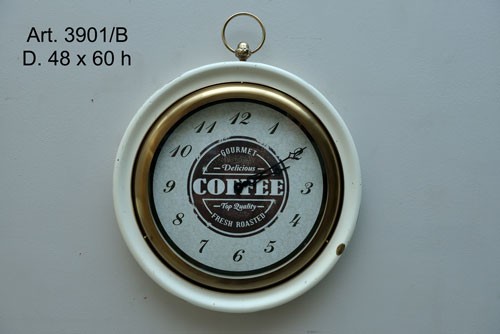 Art. 3901/B
D. 48 x 60 h
12
11
1
10
2
GOURMET
Delicious
9
COFFEE
3
Top Quality
8
4
FRESH ROASTED
7
5
6